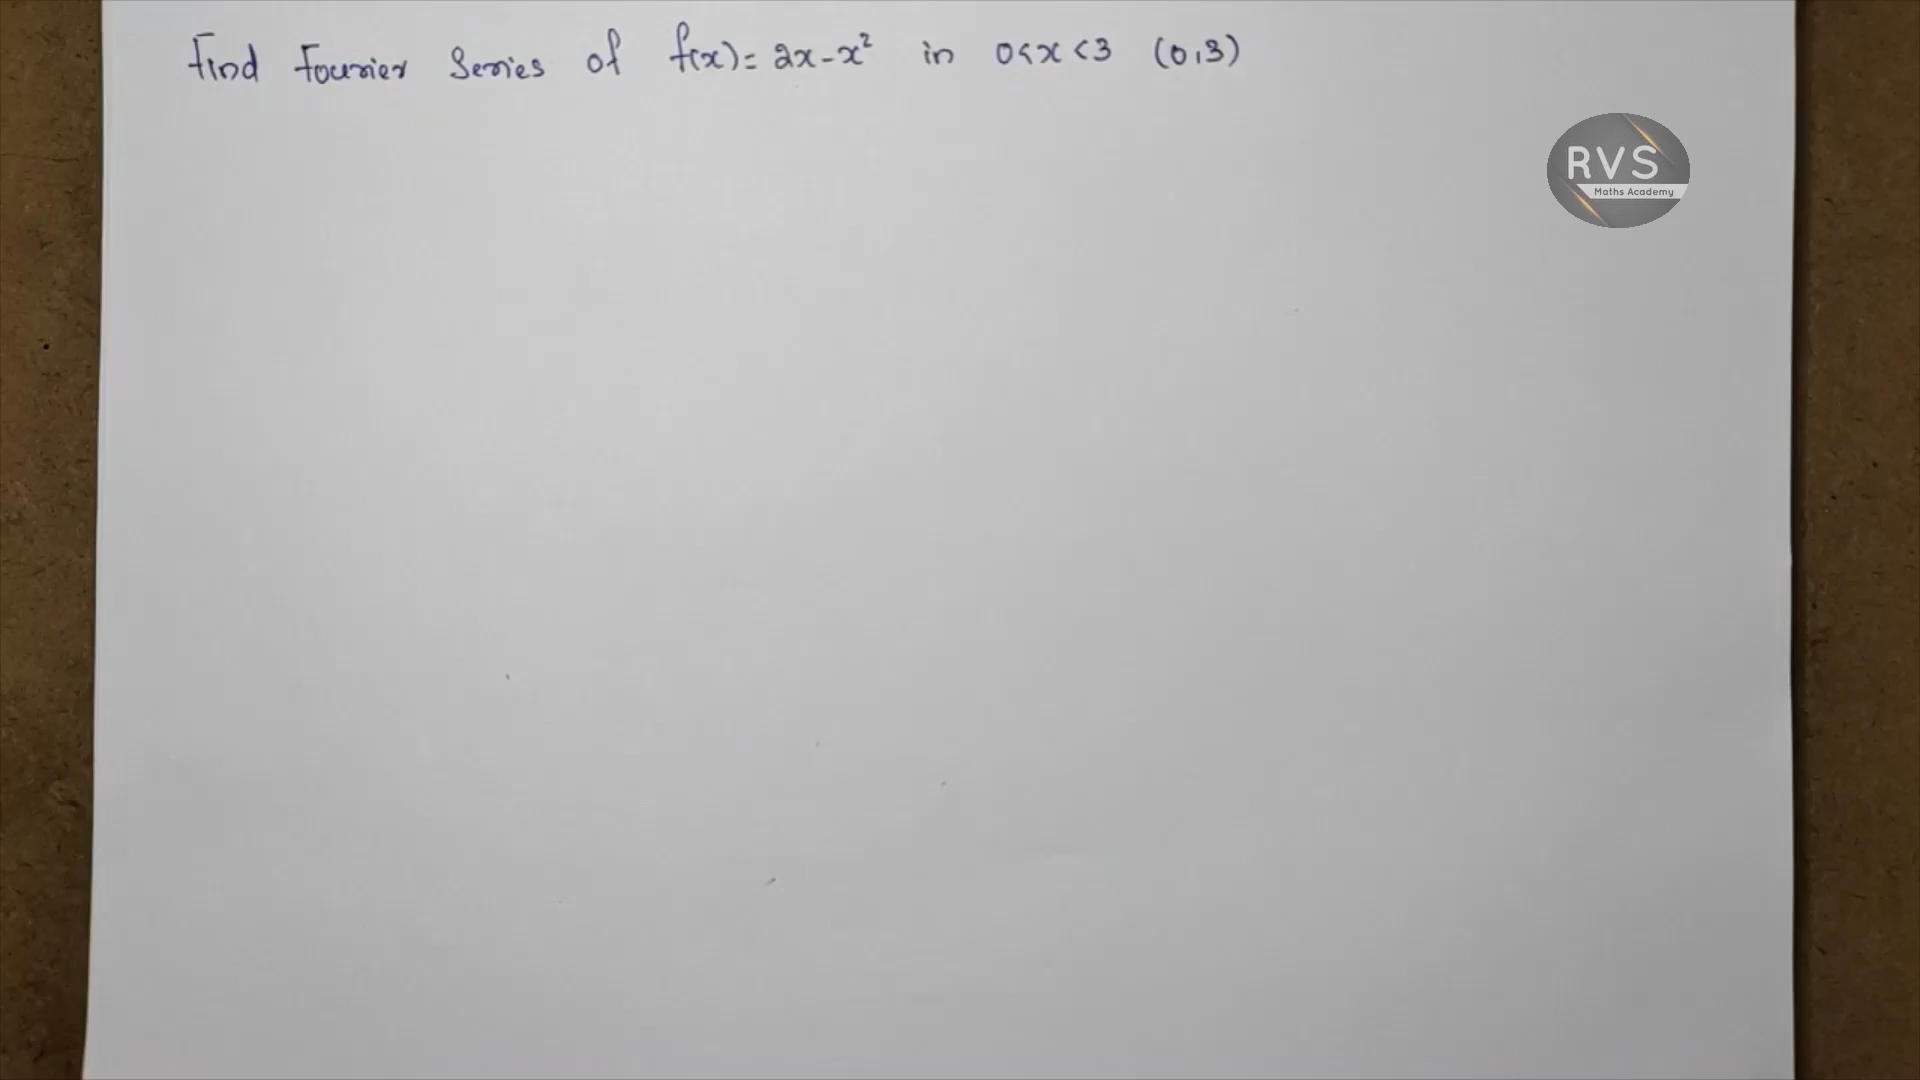 Find Fourier Series of f(x) = 2x - x² in 0<x<3 (0,3)
RVS
Maths Academy